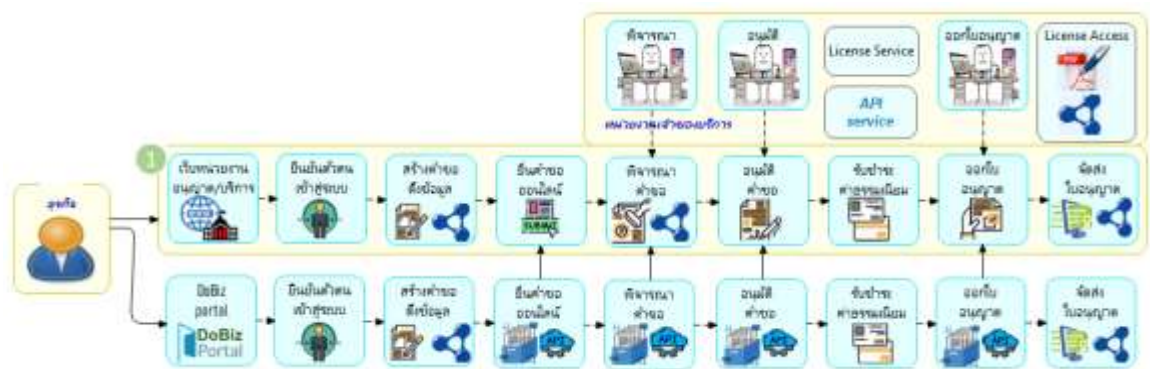 พิจารณา
อนุมัติ
License Service
ออกใบอนุญาต
License Access
PDF
API
service
หน่วยงานเจ้าของบริการ
1
ธุรกิจ
เว็บหน่วยงาน
อนุญาต/บริการ
ยืนยันตัวตน
เข้าสู่ระบบ
สร้างคำขอ
ดึงข้อมูล
ยื่นคำขอ
ออนไลน์
SUBMIT
พิจารณา
คำขอ
อนุมัติ
คำขอ
รับชำระ
ค่าธรรมเนียม
ออกใบ
อนุญาต
จัดส่ง
ใบอนุญาต
DoBiz
portal
DoBiz
Portal
ยืนยันตัวตน
เข้าสู่ระบบ
สร้างคำขอ
ดึงข้อมูล
ยื่นคำขอ
ออนไลน์
API
พิจารณา
คำขอ
API
อนุมัติ
คำขอ
API
รับชำระ
ค่าธรรมเนียม
ออกใบ
อนุญาต
API
จัดส่ง
ใบอนุญาต